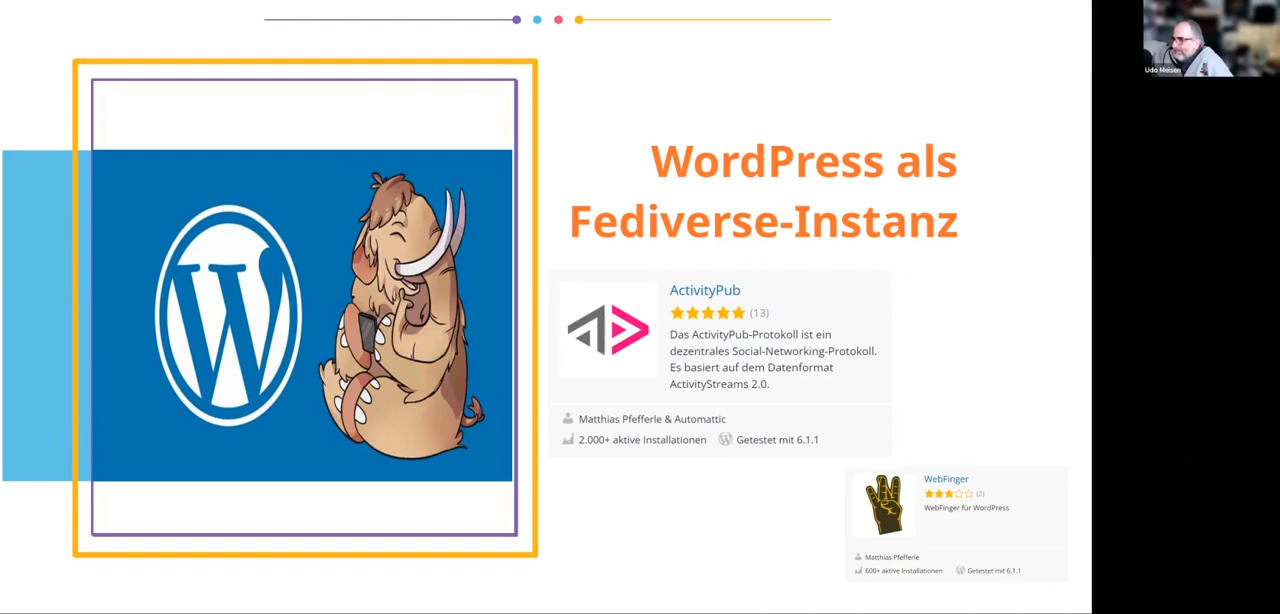 WordPress als
Fediverse-Instanz
ActivityPub
(13)
Das ActivityPub-Protokoll ist ein
dezentrales Social-Networking-Protokoll.
Es basiert auf dem Datenformat
ActivityStreams 2.0.
Matthias Pfefferle & Automattic
2.000+ aktive Installationen Getestet mit 6.1.1
WebFinger
(2)
WebFinger für WordPress
Matthias Pfefferle
600+ aktive Installationen Getestet mit 6.1.1
Udo Meisen